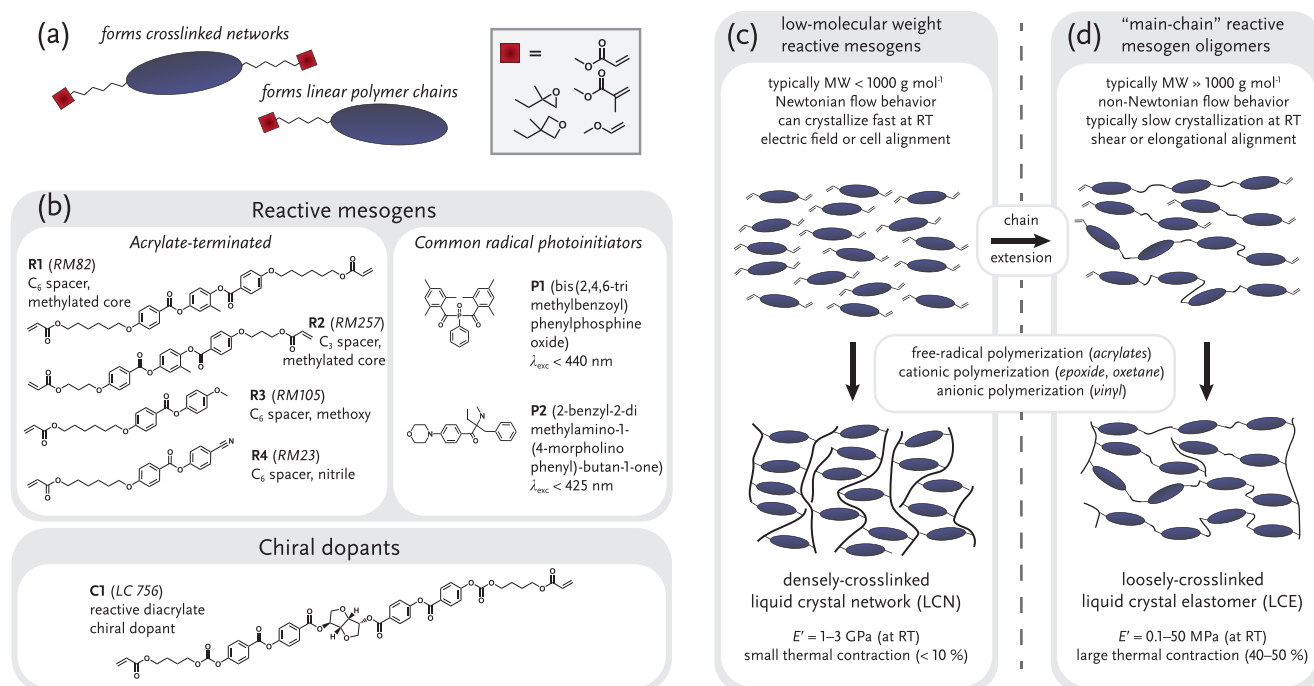 (a)
forms crosslinked networks
forms linear polymer chains
=
O
O
O
O
O
O
O
(b)
Reactive mesogens
Acrylate-terminated
R1 (RM82)
C₆ spacer,
methylated core
R2 (RM257)
C₃ spacer,
methylated core
R3 (RM105)
C₆ spacer, methoxy
R4 (RM23)
C₆ spacer, nitrile
Common radical photoinitiators
P1 (bis(2,4,6-tri
methylbenzoyl)
phenylphosphine
oxide)
λexc < 440 nm
P2 (2-benzyl-2-di
methylamino-1-
(4-morpholino
phenyl)-butan-1-one)
λexc < 425 nm
Chiral dopants
C1 (LC 756)
reactive diacrylate
chiral dopant
(c)
low-molecular weight
reactive mesogens
typically MW < 1000 g mol⁻¹
Newtonian flow behavior
can crystallize fast at RT
electric field or cell alignment
(d)
“main-chain” reactive
mesogen oligomers
typically MW » 1000 g mol⁻¹
non-Newtonian flow behavior
typically slow crystallization at RT
shear or elongational alignment
chain
extension
free-radical polymerization (acrylates)
cationic polymerization (epoxide, oxetane)
anionic polymerization (vinyl)
densely-crosslinked
liquid crystal network (LCN)
E′ = 1–3 GPa (at RT)
small thermal contraction (< 10 %)
loosely-crosslinked
liquid crystal elastomer (LCE)
E′ = 0.1–50 MPa (at RT)
large thermal contraction (40–50 %)